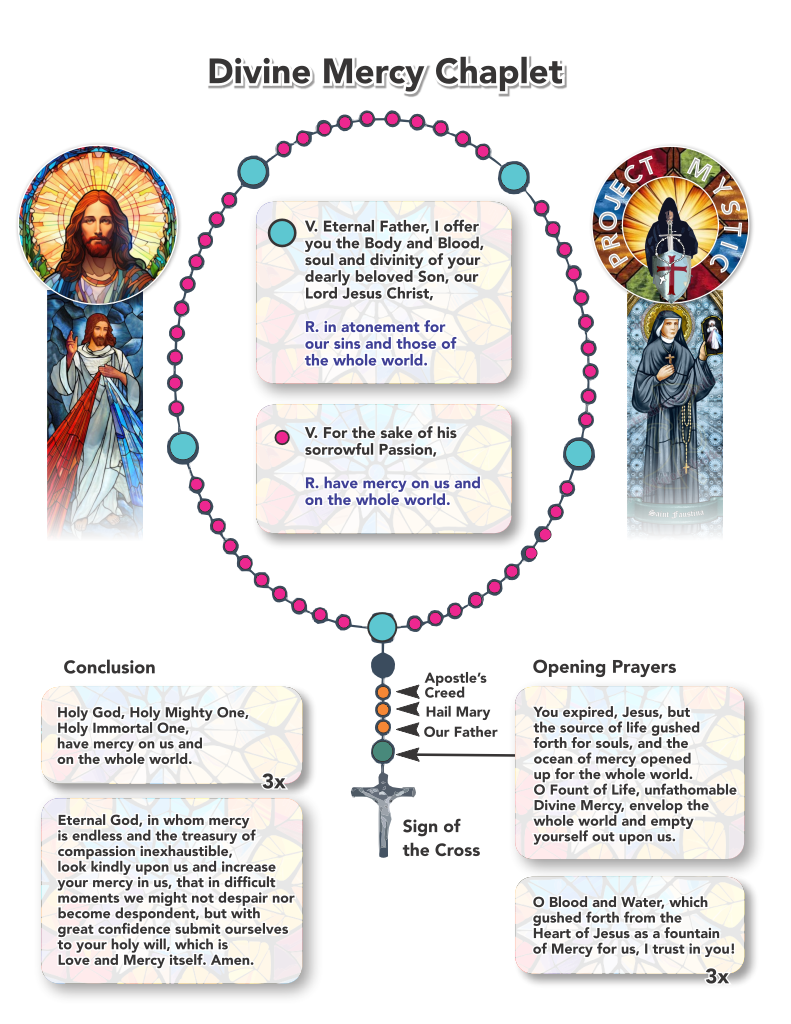 Divine Mercy Chaplet
PROJECT MYSTIC
V. Eternal Father, I offer
you the Body and Blood,
soul and divinity of your
dearly beloved Son, our
Lord Jesus Christ,
R. in atonement for
our sins and those of
the whole world.
V. For the sake of his
sorrowful Passion,
R. have mercy on us and
on the whole world.
Saint Faustina
Conclusion
Holy God, Holy Mighty One,
Holy Immortal One,
have mercy on us and
on the whole world.
3x
Eternal God, in whom mercy
is endless and the treasury of
compassion inexhaustible,
look kindly upon us and increase
your mercy in us, that in difficult
moments we might not despair nor
become despondent, but with
great confidence submit ourselves
to your holy will, which is
Love and Mercy itself. Amen.
Apostle's
Creed
Hail Mary
Our Father
Sign of
the Cross
Opening Prayers
You expired, Jesus, but
the source of life gushed
forth for souls, and the
ocean of mercy opened
up for the whole world.
O Fount of Life, unfathomable
Divine Mercy, envelop the
whole world and empty
yourself out upon us.
O Blood and Water, which
gushed forth from the
Heart of Jesus as a fountain
of Mercy for us, I trust in you!
3x